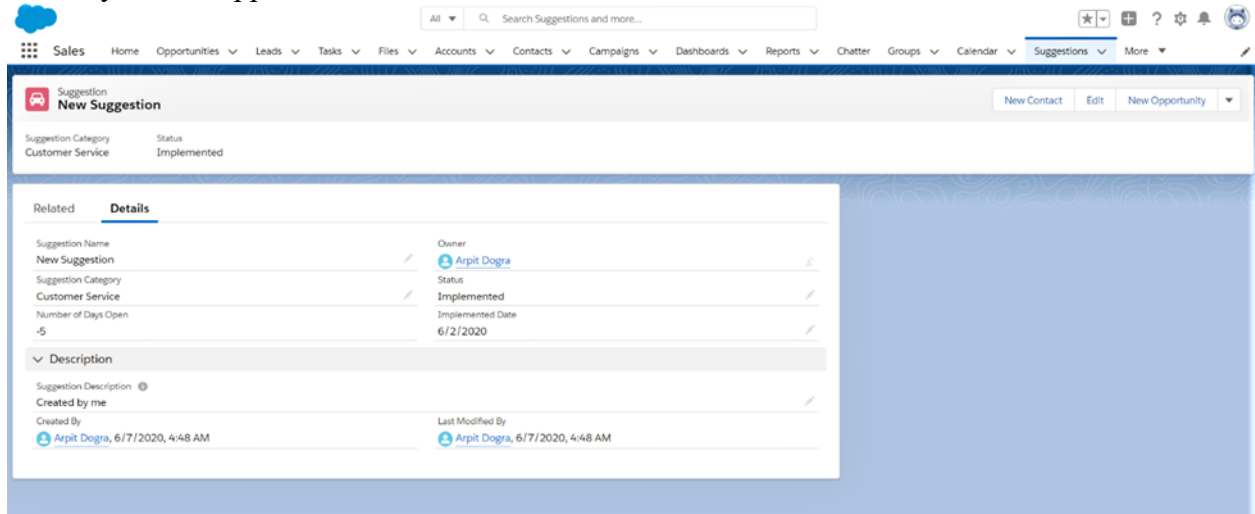 All Search Suggestions and more...
Sales Home Opportunities Leads Tasks Files Accounts Contacts Campaigns Dashboards Reports Chatter Groups Calendar Suggestions More
Suggestion
New Suggestion
New Contact Edit New Opportunity
Suggestion Category Status
Customer Service Implemented
Related Details
Suggestion Name Owner
New Suggestion Arpit Dogra
Suggestion Category Status
Customer Service Implemented
Number of Days Open Implemented Date
-5 6/2/2020
Description
Suggestion Description
Created by me
Created By Last Modified By
Arpit Dogra, 6/7/2020, 4:48 AM Arpit Dogra, 6/7/2020, 4:48 AM